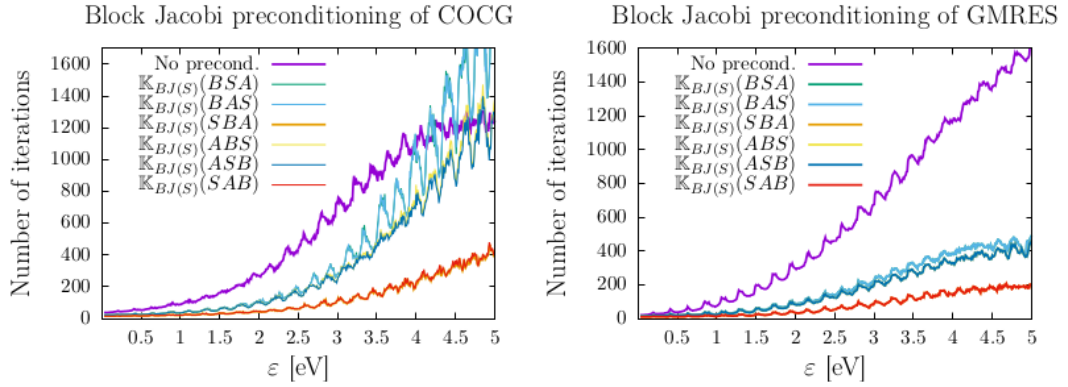 Block Jacobi preconditioning of COCG
1600
1400
1200
1000
800
600
400
200
0
Number of iterations
No precond.
𝕂BJ(S)(BSA)
𝕂BJ(S)(BAS)
𝕂BJ(S)(SBA)
𝕂BJ(S)(ABS)
𝕂BJ(S)(ASB)
𝕂BJ(S)(SAB)
0.5 1 1.5 2 2.5 3 3.5 4 4.5 5
ε [eV]
Block Jacobi preconditioning of GMRES
1600
1400
1200
1000
800
600
400
200
0
Number of iterations
No precond.
𝕂BJ(S)(BSA)
𝕂BJ(S)(BAS)
𝕂BJ(S)(SBA)
𝕂BJ(S)(ABS)
𝕂BJ(S)(ASB)
𝕂BJ(S)(SAB)
0.5 1 1.5 2 2.5 3 3.5 4 4.5 5
ε [eV]